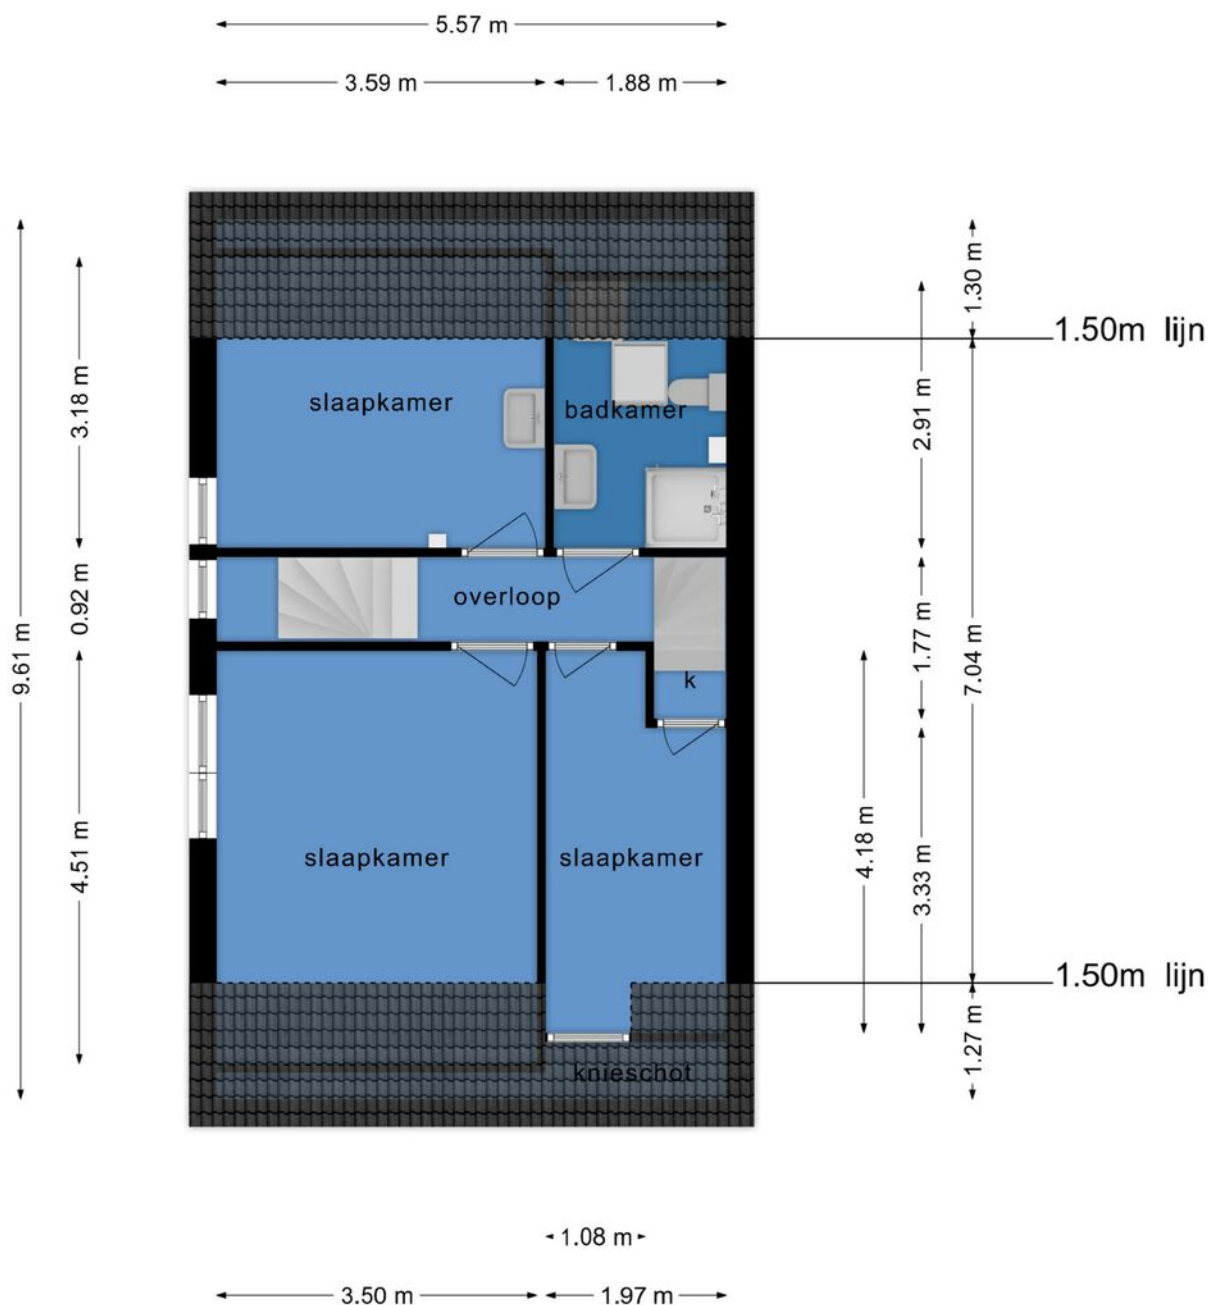 5.57 m
3.59 m
1.88 m
1.30 m
1.50m lijn
3.18 m
2.91 m
slaapkamer
badkamer
0.92 m
overloop
1.77 m
9.61 m
7.04 m
k
4.51 m
4.18 m
3.33 m
slaapkamer
slaapkamer
1.50m lijn
1.27 m
knieschot
1.08 m
3.50 m
1.97 m